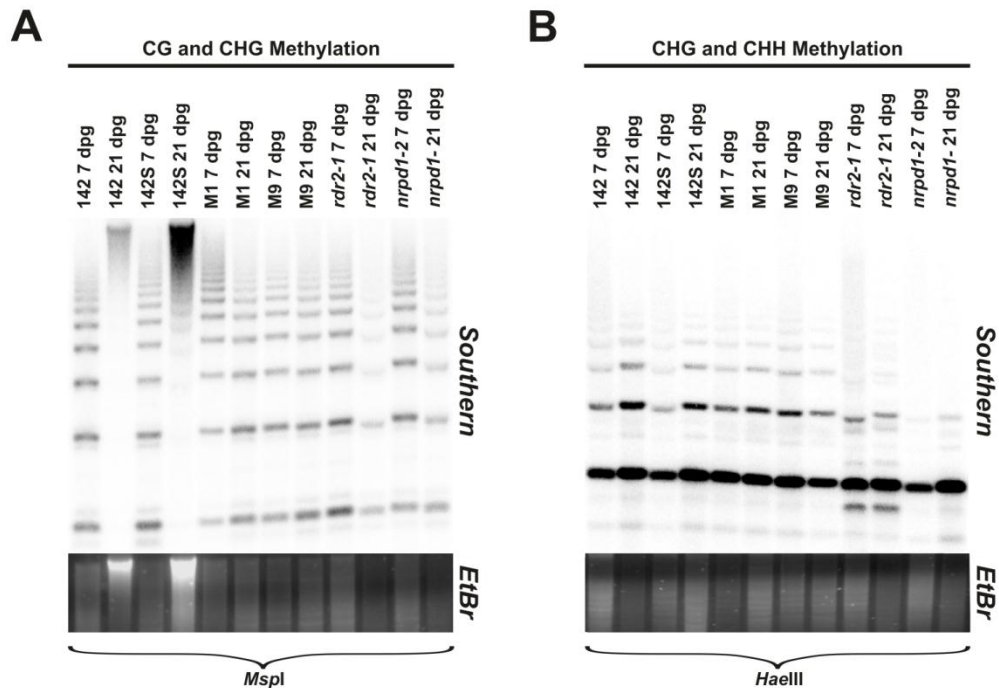 A
CG and CHG Methylation
142 7 dpg
142 21 dpg
142S 7 dpg
142S 21 dpg
M1 7 dpg
M1 21 dpg
M9 7 dpg
M9 21 dpg
rdr2-1 7 dpg
rdr2-1 21 dpg
nrpd1-2 7 dpg
nrpd1- 21 dpg
Southern
EtBr
MspI
B
CHG and CHH Methylation
142 7 dpg
142 21 dpg
142S 7 dpg
142S 21 dpg
M1 7 dpg
M1 21 dpg
M9 7 dpg
M9 21 dpg
rdr2-1 7 dpg
rdr2-1 21 dpg
nrpd1-2 7 dpg
nrpd1- 21 dpg
Southern
EtBr
HaeIII